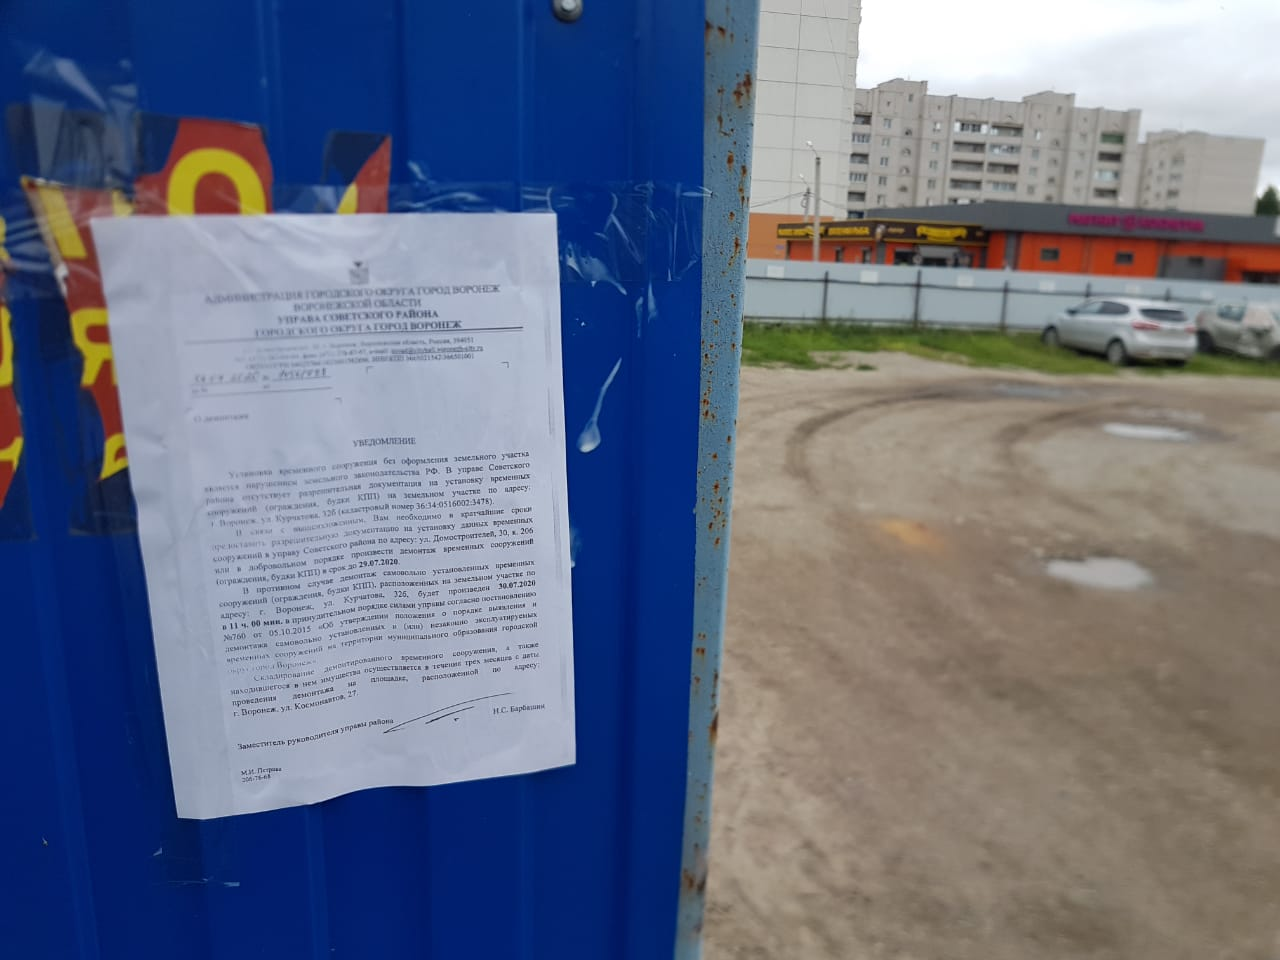 АДМИНИСТРАЦИЯ ГОРОДСКОГО ОКРУГА ГОРОД ВОРОНЕЖ
ВОРОНЕЖСКОЙ ОБЛАСТИ
УПРАВА СОВЕТСКОГО РАЙОНА
ГОРОДСКОГО ОКРУГА ГОРОД ВОРОНЕЖ
Воронежская область, Россия, 394051
О демонтаже
УВЕДОМЛЕНИЕ
Установка временного сооружения без оформления земельного участка
является нарушением земельного законодательства РФ. В управе Советского
района отсутствует разрешительная документация на установку временных
сооружений (ограждения, будки КПП) на земельном участке по адресу:
г. Воронеж, ул. Курчатова, 32б (кадастровый номер 36:34:0516002:3478).
В связи с вышеизложенным, Вам необходимо в кратчайшие сроки
предоставить разрешительную документацию на установку данных временных
сооружений в управу Советского района по адресу: ул. Домостроителей, 30, к. 206
или в добровольном порядке произвести демонтаж временных сооружений
(ограждения, будки КПП) в срок до 29.07.2020.
В противном случае демонтаж самовольно установленных временных
сооружений (ограждения, будки КПП), расположенных на земельном участке по
адресу: г. Воронеж, ул. Курчатова, 32б, будет произведен 30.07.2020
в 11 ч. 00 мин. в принудительном порядке силами управы согласно постановлению
№760 от 05.10.2015 «Об утверждении положения о порядке выявления и
демонтажа самовольно установленных и (или) незаконно эксплуатируемых
временных сооружений на территории муниципального образования городской
округ город Воронеж»
Складирование демонтированного временного сооружения, а также
находившегося в нем имущества осуществляется в течение трех месяцев с даты
проведения демонтажа на площадке, расположенной по адресу:
г. Воронеж, ул. Космонавтов, 27.
Заместитель руководителя управы района
Н.С. Барбашин
М.И. Петрова
206-76-68